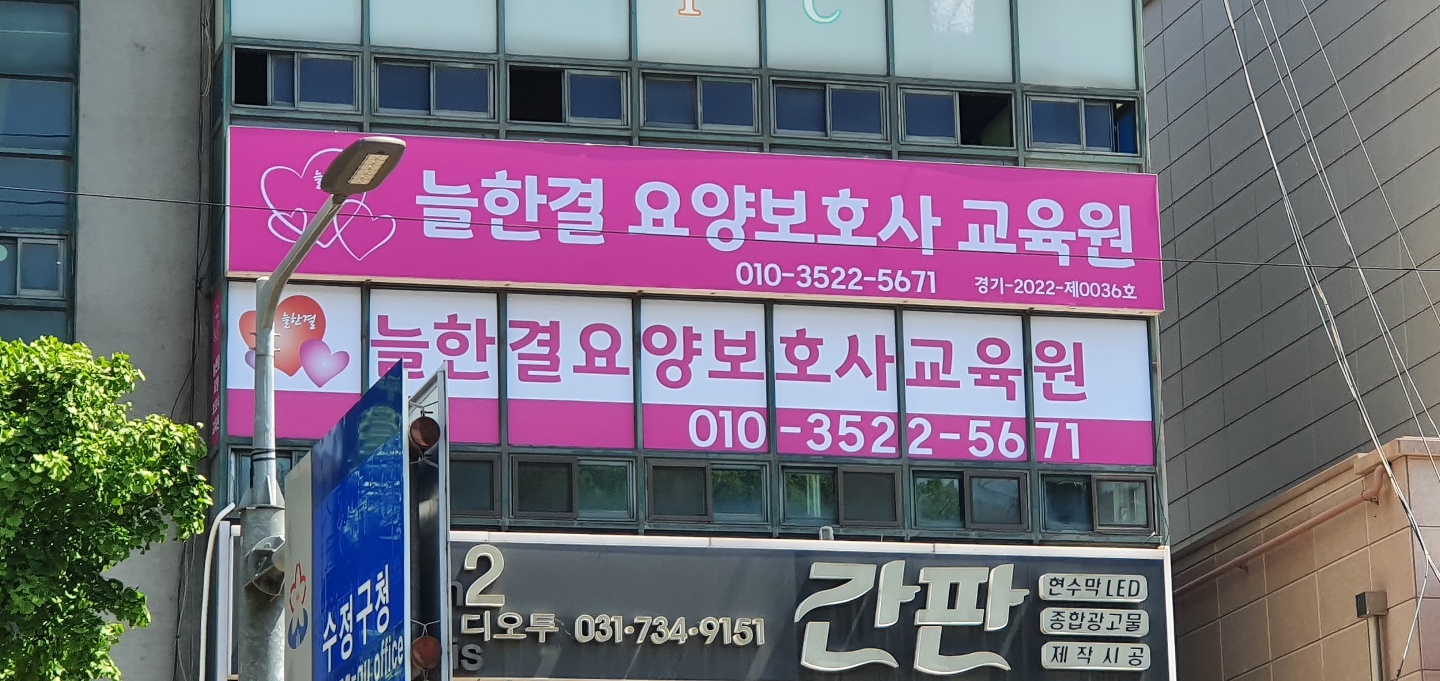 늘한결 요양보호사 교육원
010-3522-5671 경기-2022-제0036호
늘한결
늘한결요양보호사교육원
010-3522-5671
수정구청
office
2
디오투 031·734·9151
간판
현수막 LED
종합광고물
제작시공